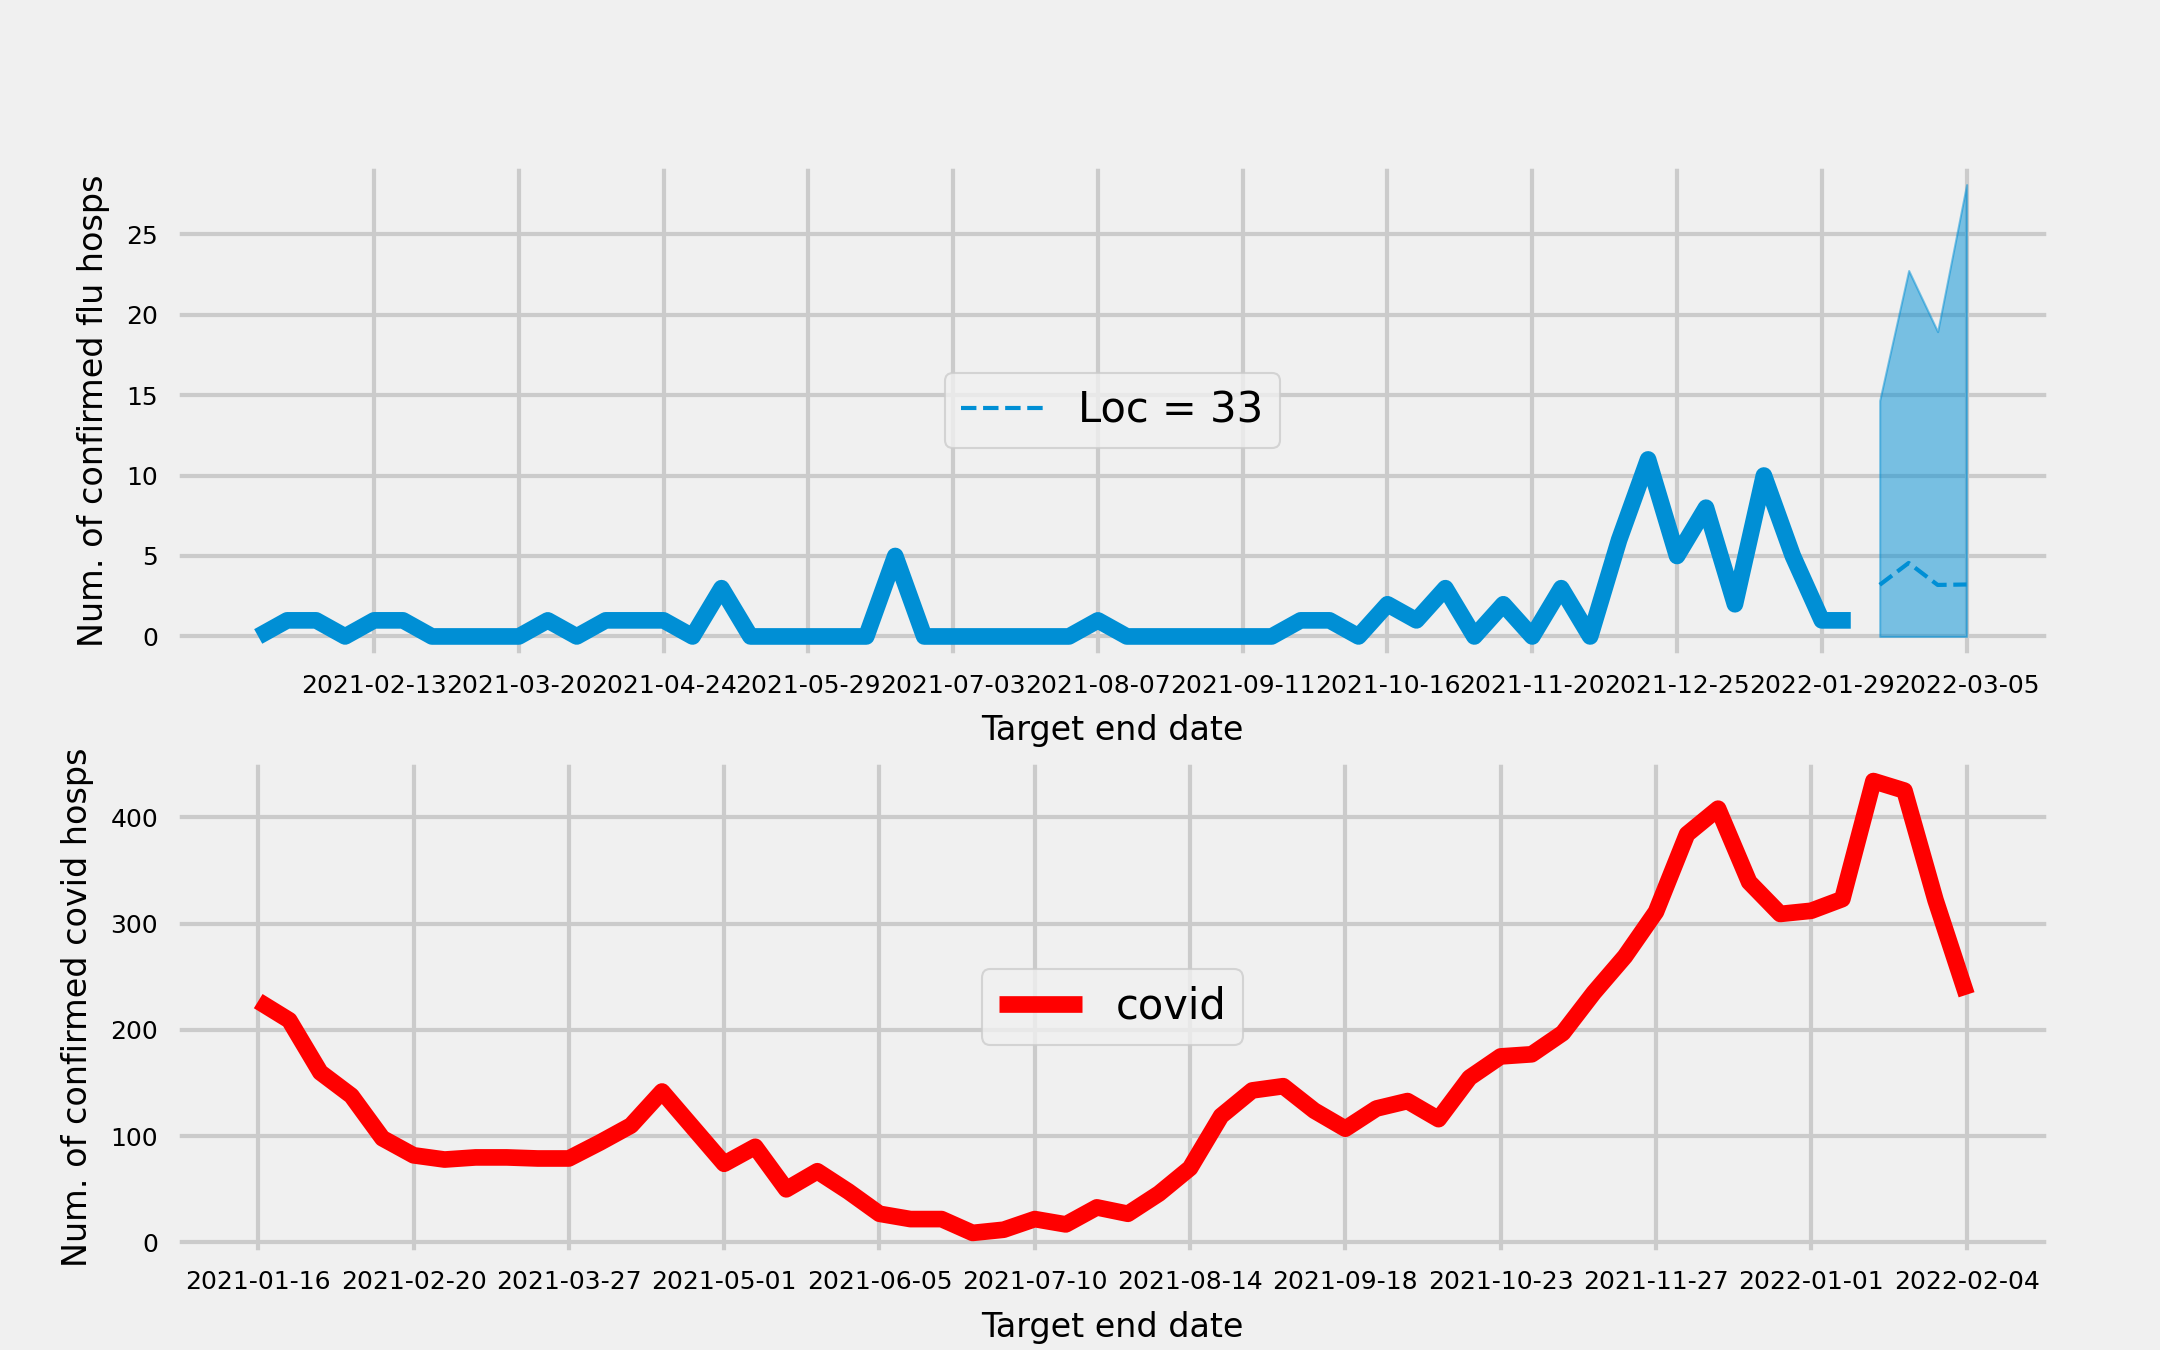 Num. of confirmed flu hosps
25
20
15
10
5
0
Loc = 33
2021-02-13 2021-03-20 2021-04-24 2021-05-29 2021-07-03 2021-08-07 2021-09-11 2021-10-16 2021-11-20 2021-12-25 2022-01-29 2022-03-05
Target end date
Num. of confirmed covid hosps
400
300
200
100
0
covid
2021-01-16 2021-02-20 2021-03-27 2021-05-01 2021-06-05 2021-07-10 2021-08-14 2021-09-18 2021-10-23 2021-11-27 2022-01-01 2022-02-04
Target end date